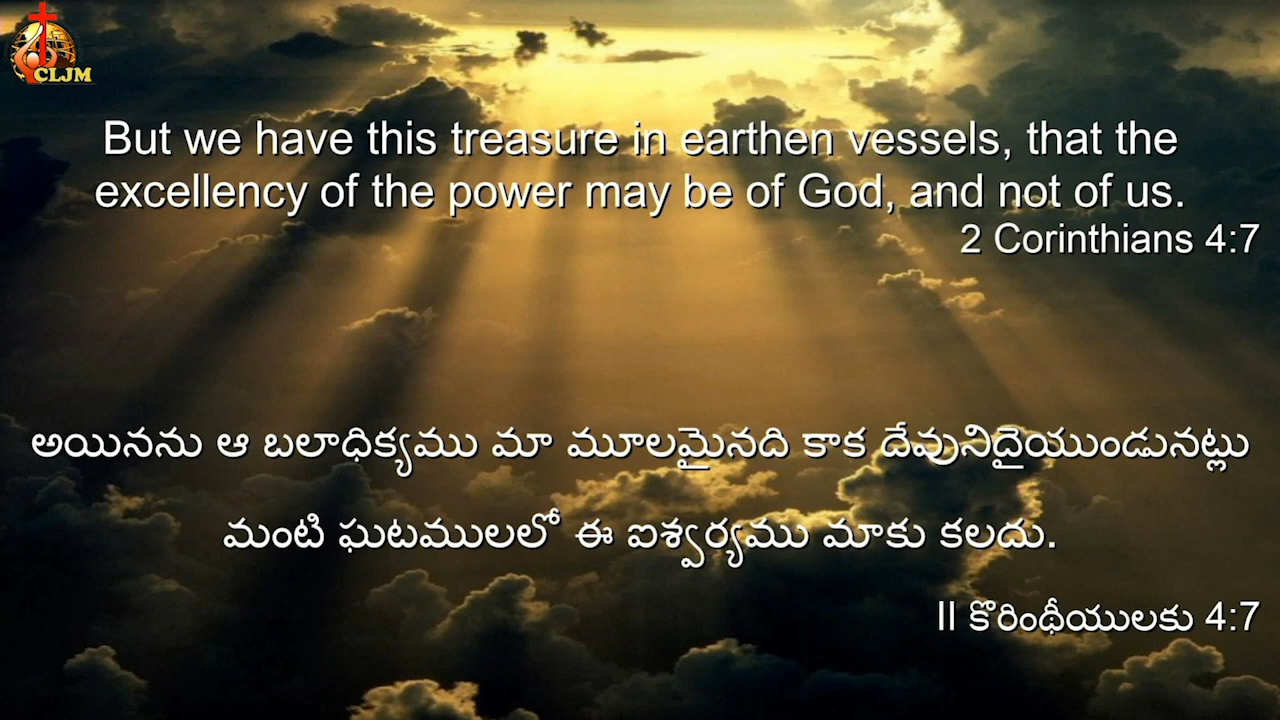 CLJM
But we have this treasure in earthen vessels, that the
excellency of the power may be of God, and not of us.
2 Corinthians 4:7
అయినను ఆ బలాధిక్యము మా మూలమైనది కాక దేవునిదైయుండునట్లు
మంటి ఘటములలో ఈ ఐశ్వర్యము మాకు కలదు.
II కొరింథీయులకు 4:7